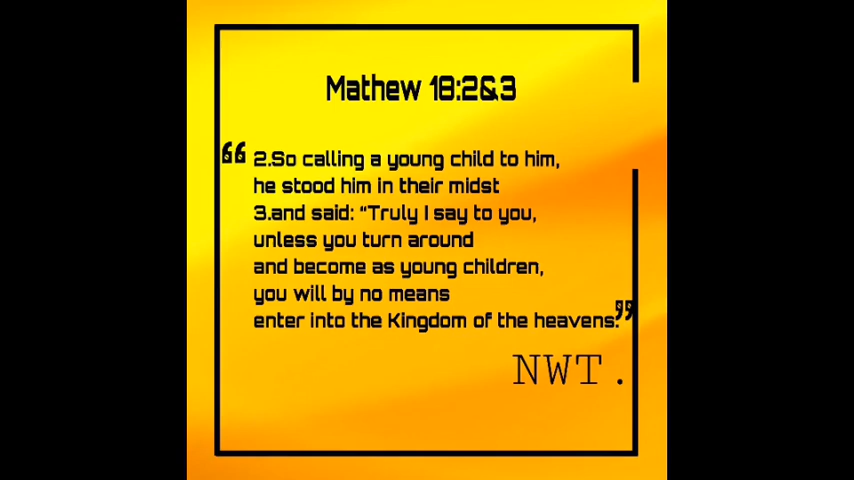 Mathew 18:2&3
“ 2.So calling a young child to him,
he stood him in their midst
3.and said: “Truly I say to you,
unless you turn around
and become as young children,
you will by no means
enter into the Kingdom of the heavens.”
NWT.